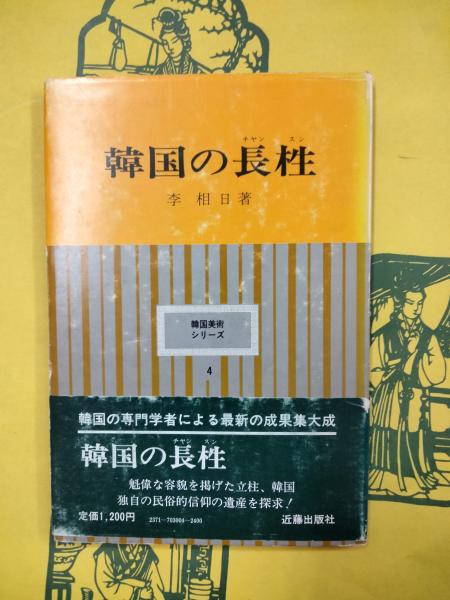 チヤン スン
韓国の長栍
李相日著
韓国美術
シリーズ
4
韓国の専門学者による最新の成果集大成
チヤン スン
韓国の長栍
魁偉な容貌を掲げた立柱、韓国
独自の民俗的信仰の遺産を探求!
定価1,200円 2371-703004-2400 近藤出版社